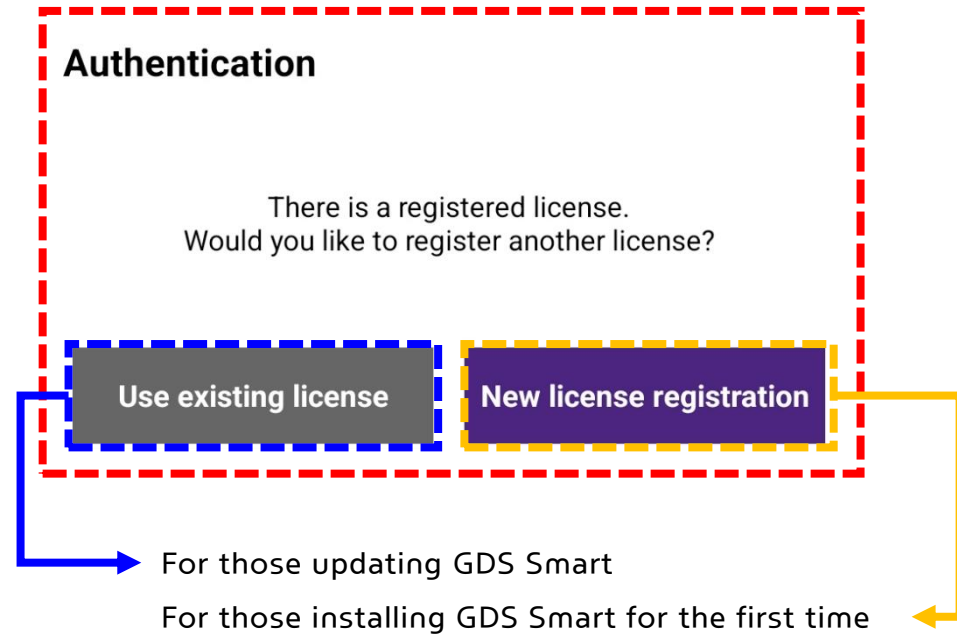 Authentication
There is a registered license.
Would you like to register another license?
Use existing license
New license registration
For those updating GDS Smart
For those installing GDS Smart for the first time